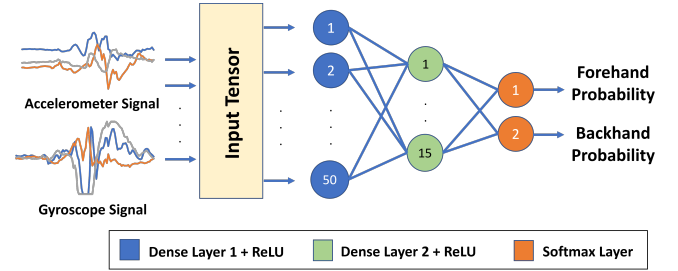 Accelerometer Signal
Gyroscope Signal
Input Tensor
1
2
50
1
15
1
2
Forehand
Probability
Backhand
Probability
Dense Layer 1 + ReLU
Dense Layer 2 + ReLU
Softmax Layer